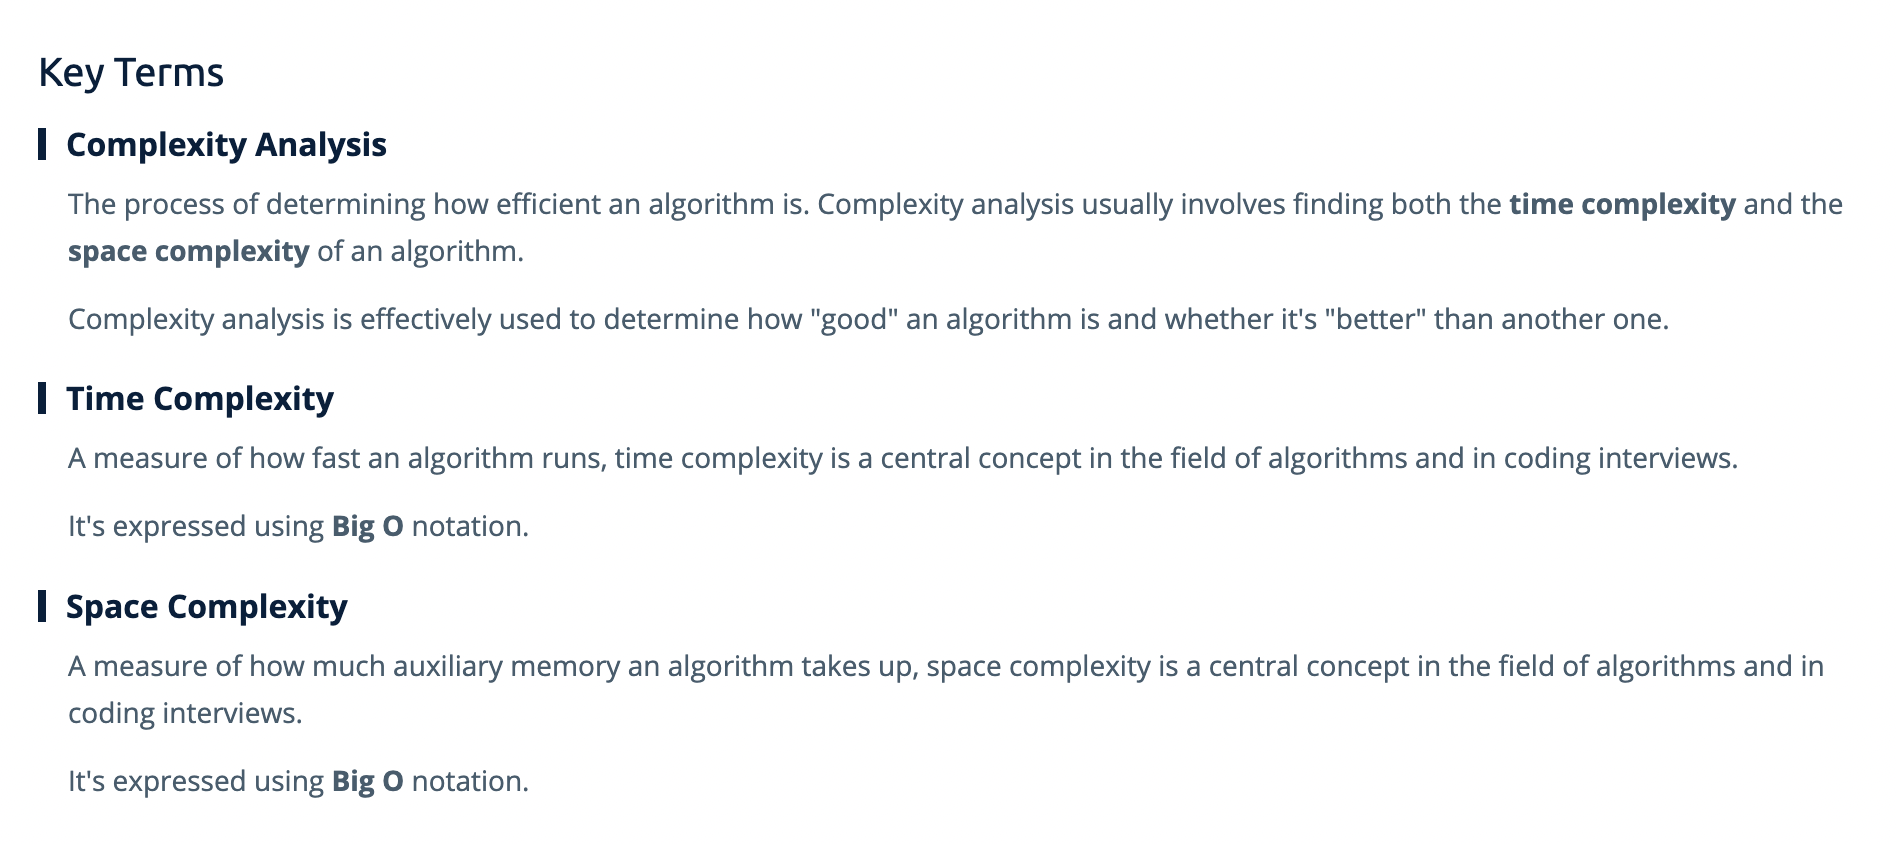 Key Terms
Complexity Analysis
The process of determining how efficient an algorithm is. Complexity analysis usually involves finding both the time complexity and the
space complexity of an algorithm.
Complexity analysis is effectively used to determine how "good" an algorithm is and whether it's "better" than another one.
Time Complexity
A measure of how fast an algorithm runs, time complexity is a central concept in the field of algorithms and in coding interviews.
It's expressed using Big O notation.
Space Complexity
A measure of how much auxiliary memory an algorithm takes up, space complexity is a central concept in the field of algorithms and in
coding interviews.
It's expressed using Big O notation.